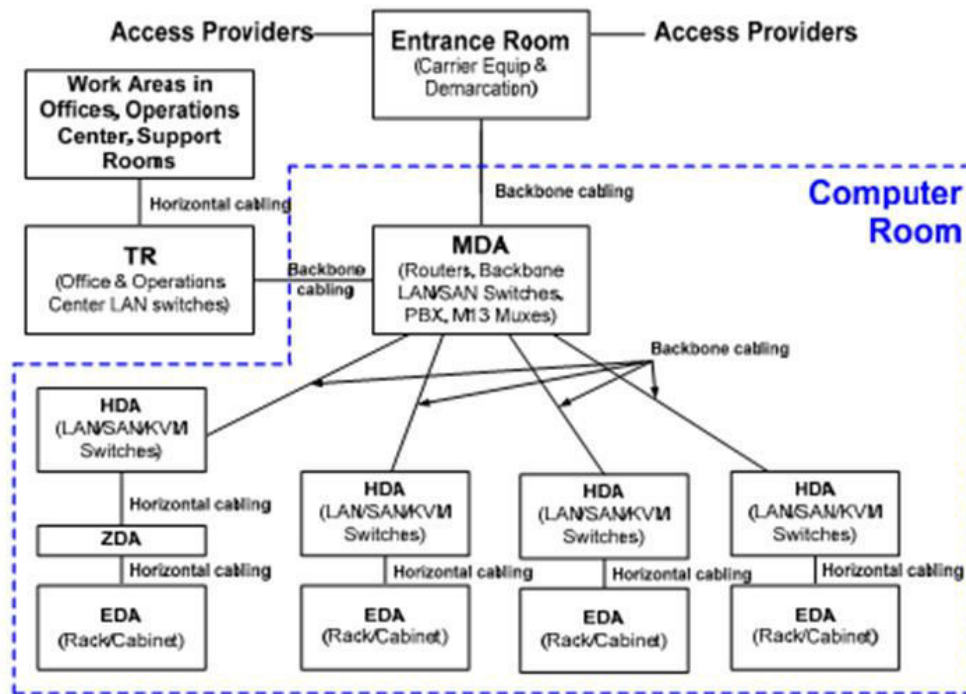 Access Providers
Entrance Room
(Carrier Equip &
Demarcation)
Access Providers
Work Areas in
Offices, Operations
Center, Support
Rooms
Backbone cabling
Computer
Room
Horizontal cabling
TR
(Office & Operations
Center LAN switches)
Backbone
cabling
MDA
(Routers, Backbone
LAN/SAN Switches,
PBX, M13 Muxes)
Backbone cabling
HDA
(LAN/SAN/KVM
Switches)
Horizontal cabling
ZDA
Horizontal cabling
EDA
(Rack/Cabinet)
HDA
(LAN/SAN/KVM
Switches)
Horizontal cabling
EDA
(Rack/Cabinet)
HDA
(LAN/SAN/KVM
Switches)
Horizontal cabling
EDA
(Rack/Cabinet)
HDA
(LAN/SAN/KVM
Switches)
Horizontal cabling
EDA
(Rack/Cabinet)